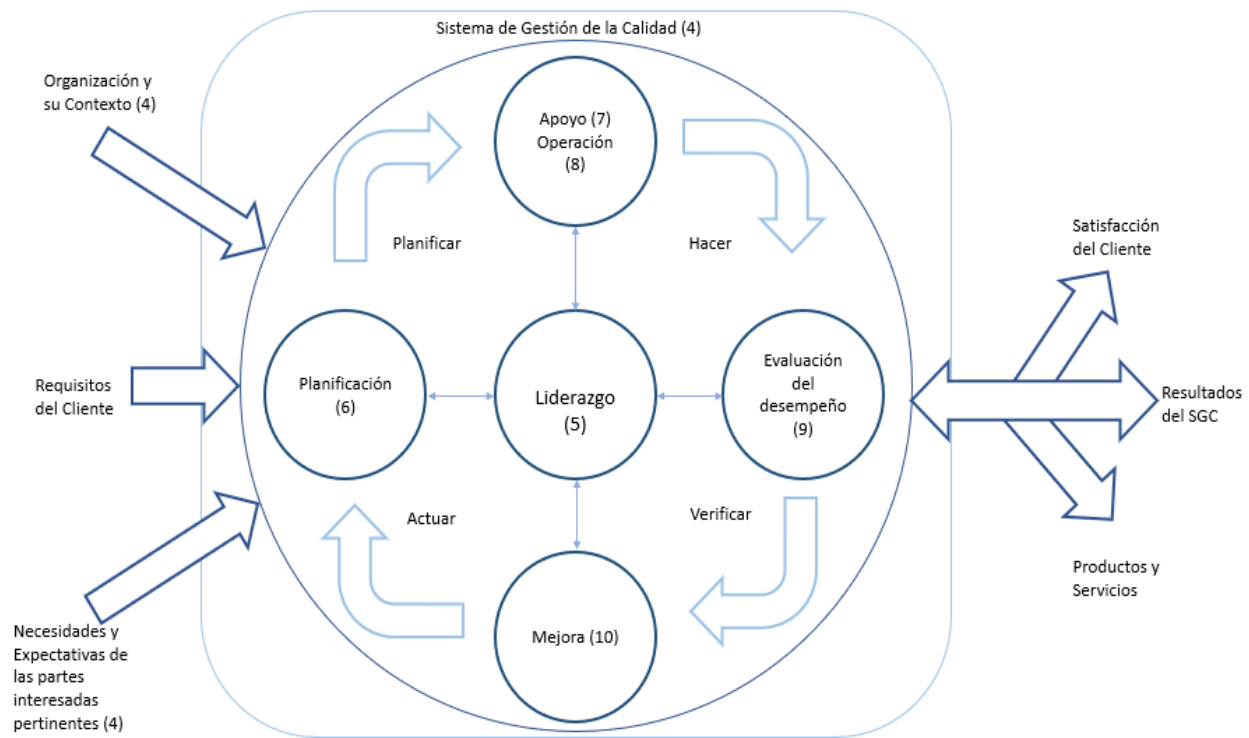 Sistema de Gestión de la Calidad (4)
Organización y
su Contexto (4)
Apoyo (7)
Operación
(8)
Planificar
Hacer
Satisfacción
del Cliente
Requisitos
del Cliente
Planificación
(6)
Liderazgo
(5)
Evaluación
del
desempeño
(9)
Resultados
del SGC
Actuar
Verificar
Productos y
Servicios
Necesidades y
Expectativas de
las partes
interesadas
pertinentes (4)
Mejora (10)